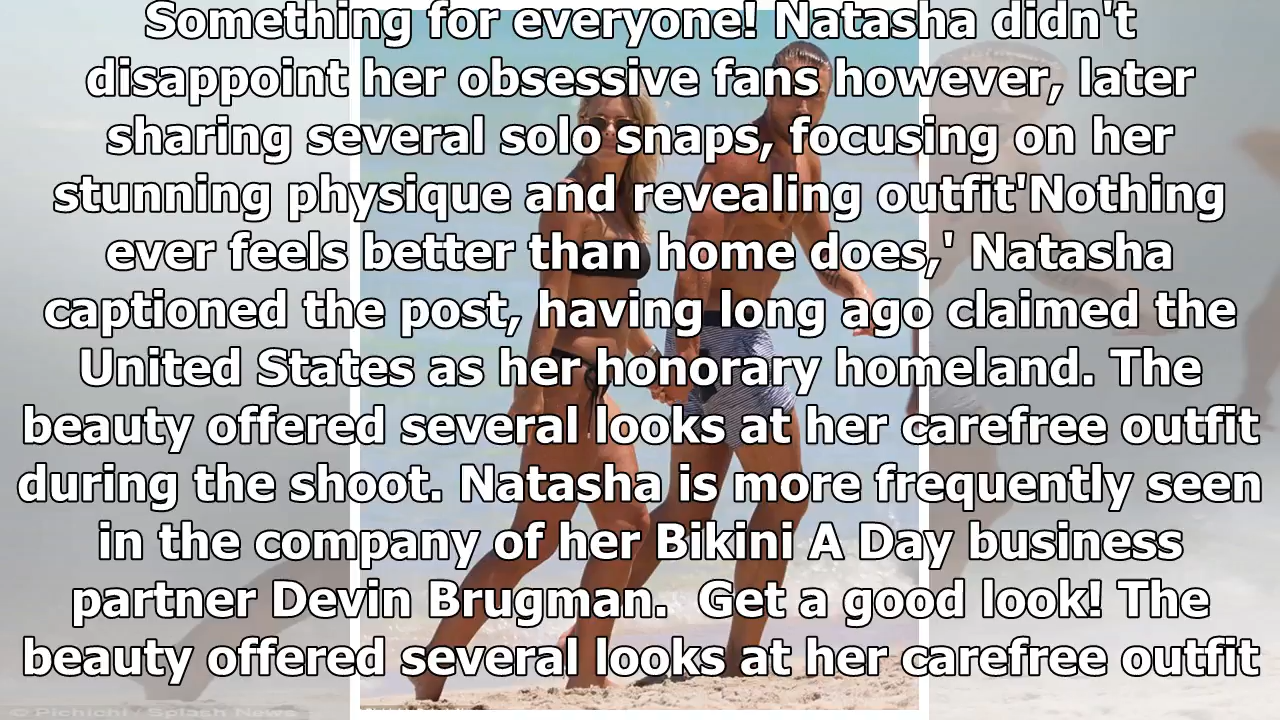 Something for everyone! Natasha didn't
disappoint her obsessive fans however, later
sharing several solo snaps, focusing on her
stunning physique and revealing outfit'Nothing
ever feels better than home does,' Natasha
captioned the post, having long ago claimed the
United States as her honorary homeland. The
beauty offered several looks at her carefree outfit
during the shoot. Natasha is more frequently seen
in the company of her Bikini A Day business
partner Devin Brugman.  Get a good look! The
beauty offered several looks at her carefree outfit
© Pichichi / Splash News